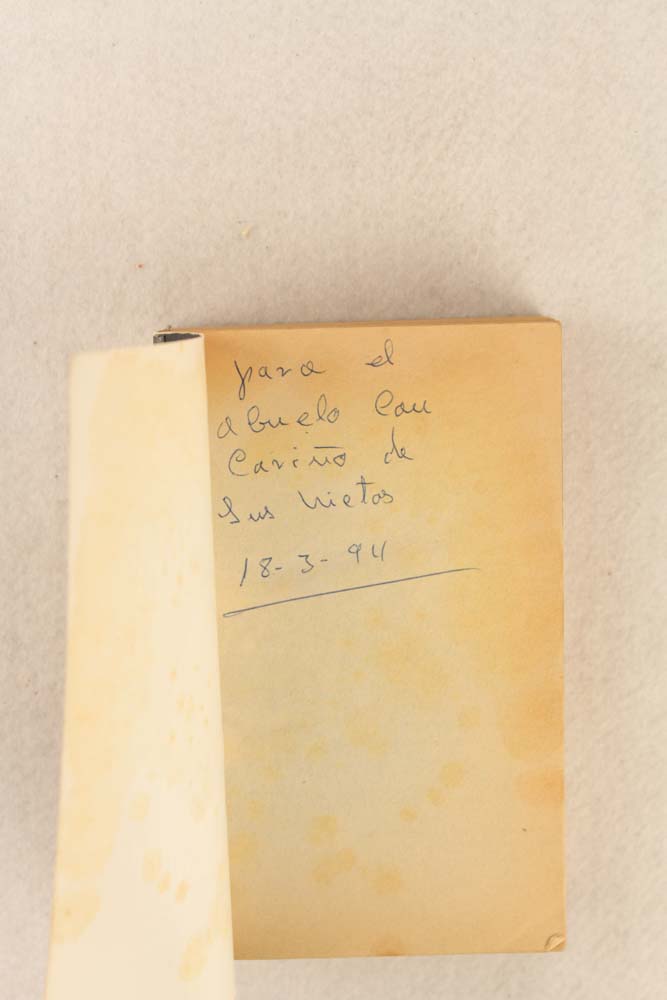 para el
abuelo con
Cariño de
sus nietos
18-3-94